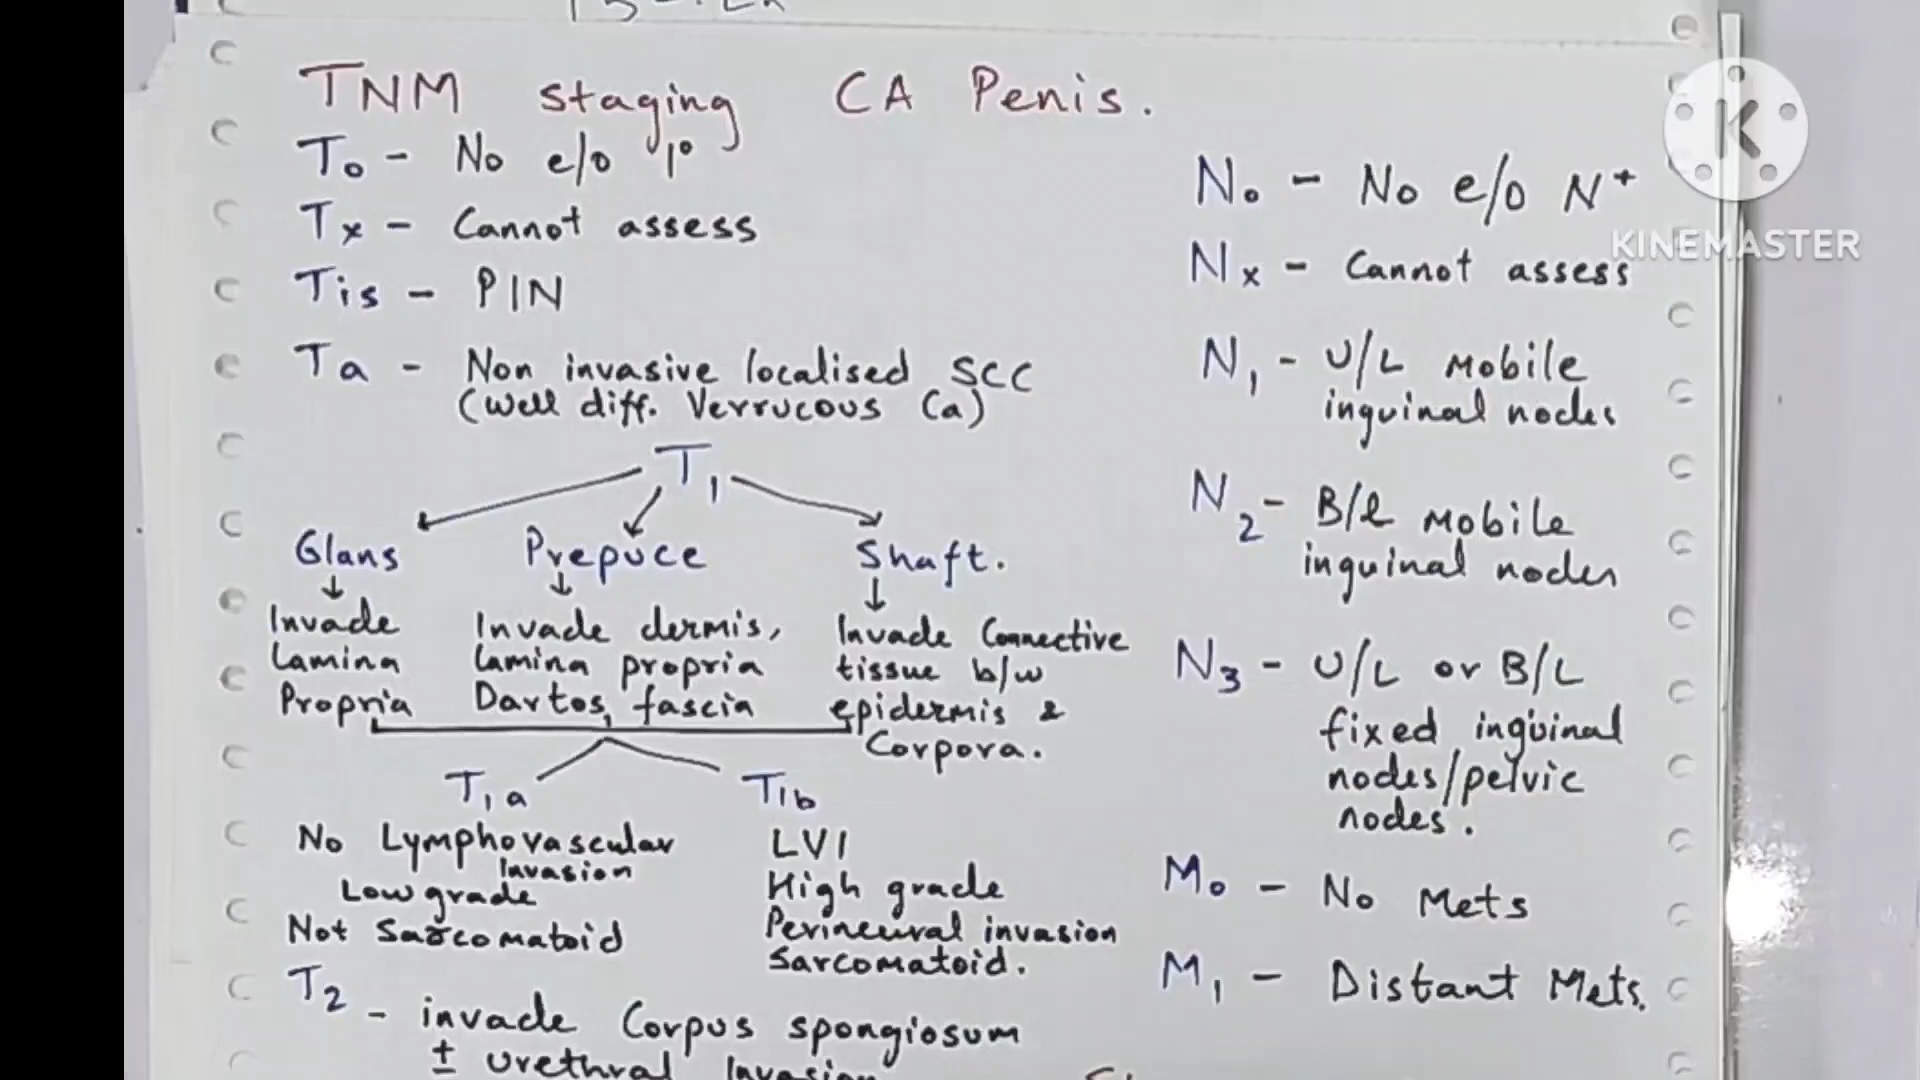 TNM staging CA Penis.
To - No e/o 1°
Tx - Cannot assess
Tis - PIN
Ta - Non invasive localised SCC
(Well diff. Verrucous Ca)
T1
Glans Prepuce Shaft.
Invade Invade dermis, Invade Connective
Lamina lamina propria tissue b/w
Propria Dartos fascia epidermis &
Corpora.
T1a T1b
No Lymphovascular LVI
Invasion
Low grade High grade
Not Sarcomatoid Perineural invasion
Sarcomatoid.
T2 - invade Corpus spongiosum
± urethral Invasion
No - No e/o N+
Nx - Cannot assess
N1 - U/L Mobile
inguinal nodes
N2 - B/l Mobile
inguinal nodes
N3 - U/L or B/L
fixed inguinal
nodes/pelvic
nodes.
Mo - No Mets
M1 - Distant Mets.
K
KINEMASTER